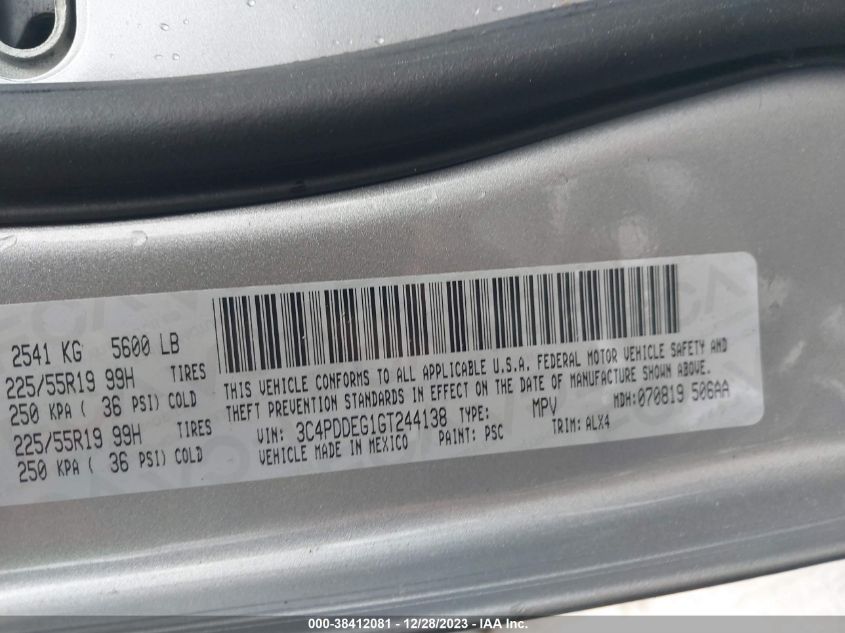 2541 KG 5600 LB
225/55R19 99H TIRES
250 KPA ( 36 PSI) COLD
225/55R19 99H TIRES
250 KPA ( 36 PSI) COLD
THIS VEHICLE CONFORMS TO ALL APPLICABLE U.S.A. FEDERAL MOTOR VEHICLE SAFETY AND
THEFT PREVENTION STANDARDS IN EFFECT ON THE DATE OF MANUFACTURE SHOWN ABOVE.
VIN: 3C4PDDEG1GT244138 TYPE: MPV MDH:070819 506AA
VEHICLE MADE IN MEXICO PAINT: PSC TRIM: ALX4
000-38412081 - 12/28/2023 - IAA Inc.